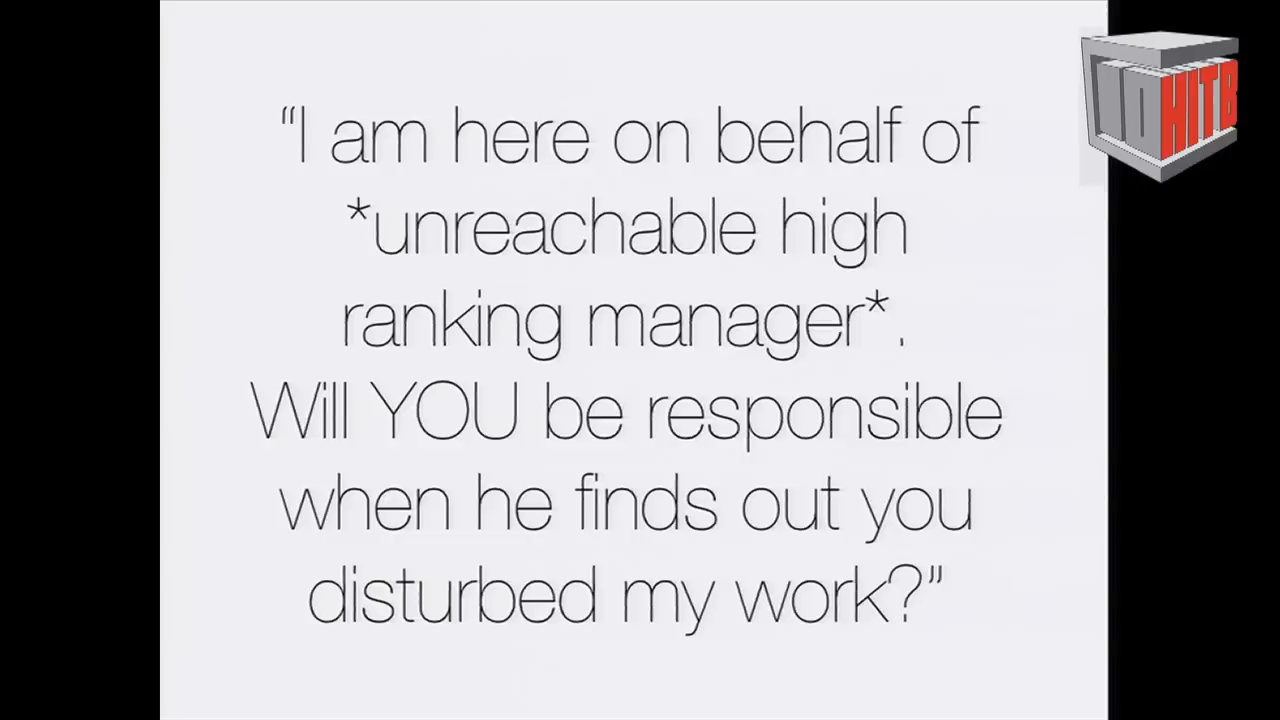 “I am here on behalf of
*unreachable high
ranking manager*.
Will YOU be responsible
when he finds out you
disturbed my work?”
HITB